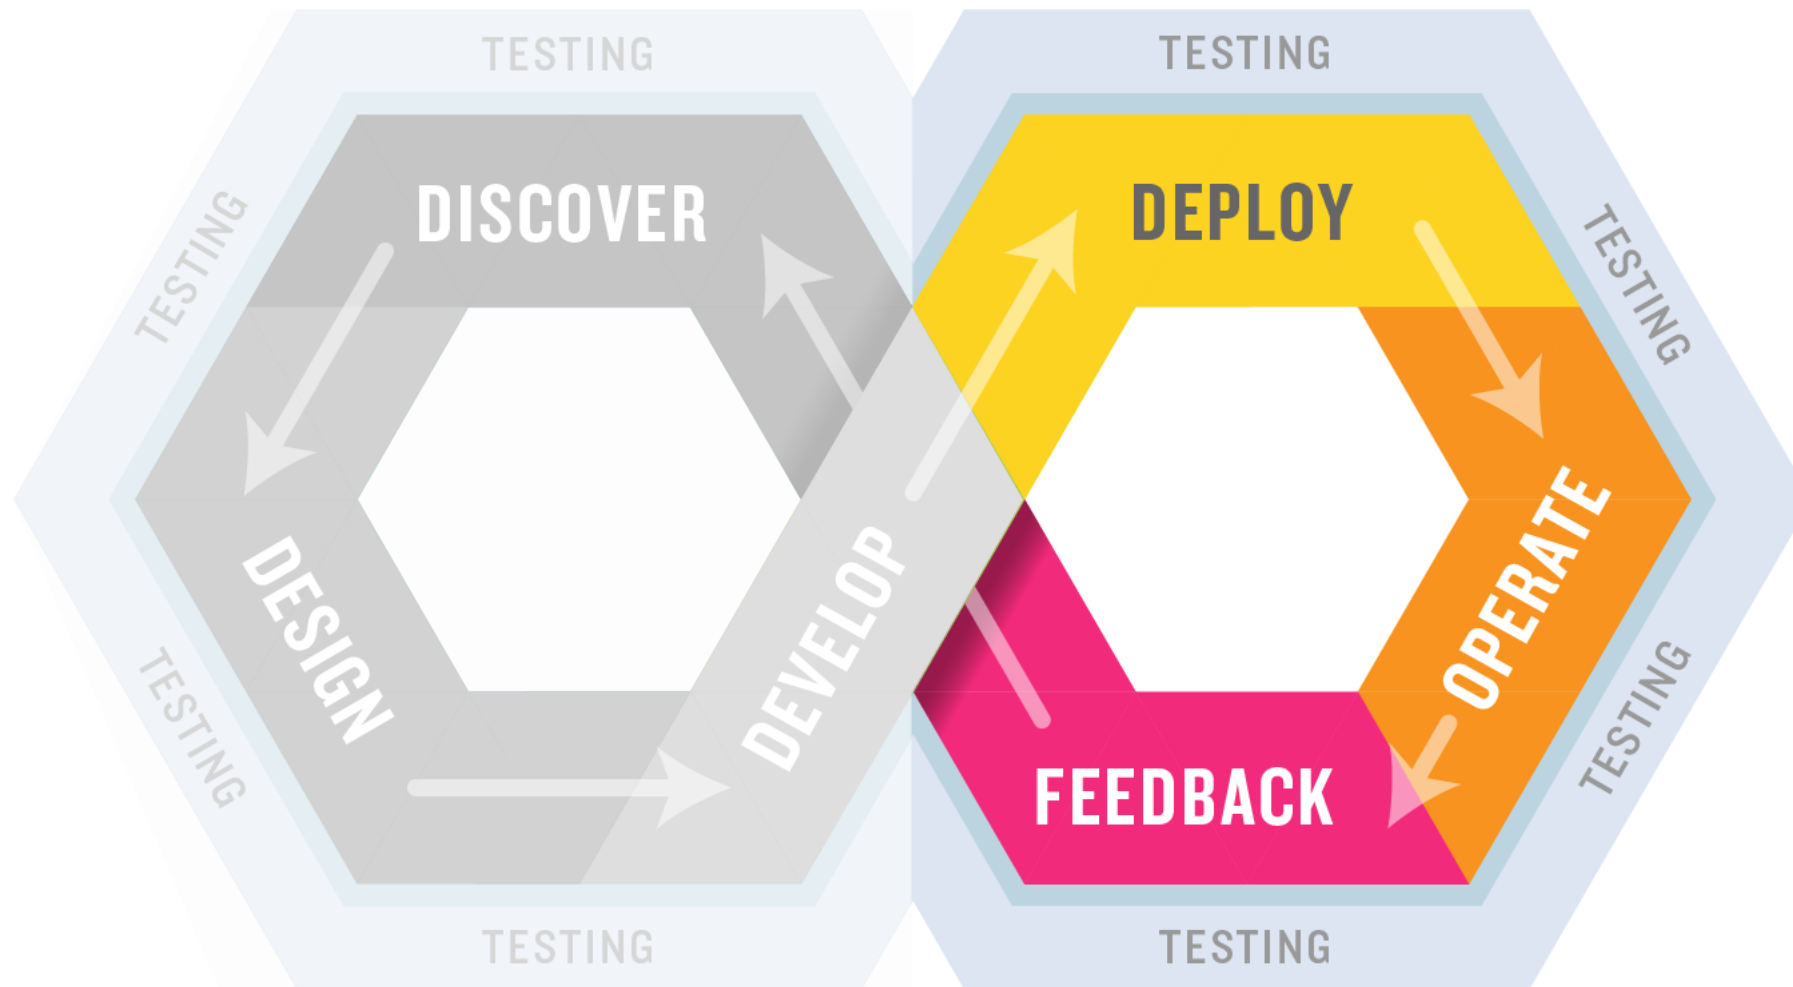 TESTING
TESTING
DISCOVER
DEPLOY
TESTING
TESTING
DESIGN
DEVELOP
OPERATE
TESTING
TESTING
FEEDBACK
TESTING
TESTING